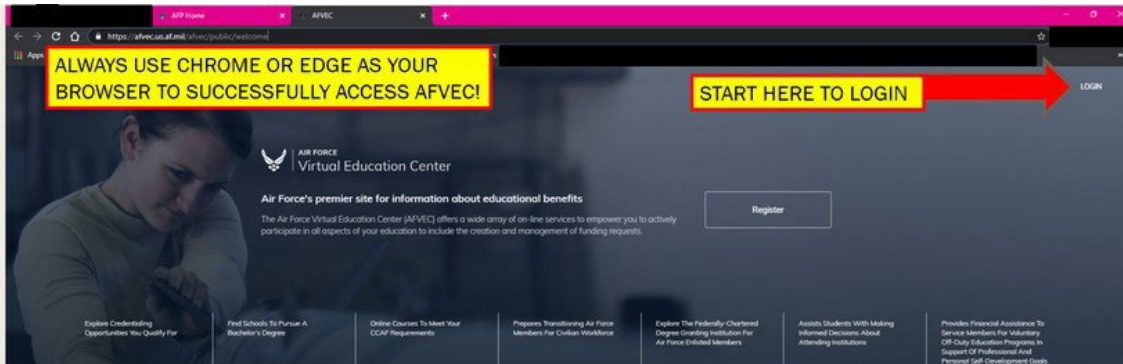 AFP Home
AFVEC
https://afvec.us.af.mil/afvec/public/welcome
Apps
ALWAYS USE CHROME OR EDGE AS YOUR
BROWSER TO SUCCESSFULLY ACCESS AFVEC!
START HERE TO LOGIN
LOGIN
AIR FORCE
Virtual Education Center
Air Force's premier site for information about educational benefits
The Air Force Virtual Education Center (AFVEC) offers a wide array of on-line services to empower you to actively
participate in all aspects of your education to include the creation and management of funding requests.
Register
Explore Credentialing
Opportunities You Qualify For
Find Schools To Pursue A
Bachelor's Degree
Online Courses To Meet Your
CCAF Requirements
Prepares Transitioning Air Force
Members For Civilian Workforce
Explore The Federally-Chartered
Degree Granting Institution For
Air Force Enlisted Members
Assists Students With Making
Informed Decisions About
Attending Institutions
Provides Financial Assistance To
Service Members For Voluntary
Off-Duty Education Programs In
Support Of Professional And
Personal Self-Development Goals